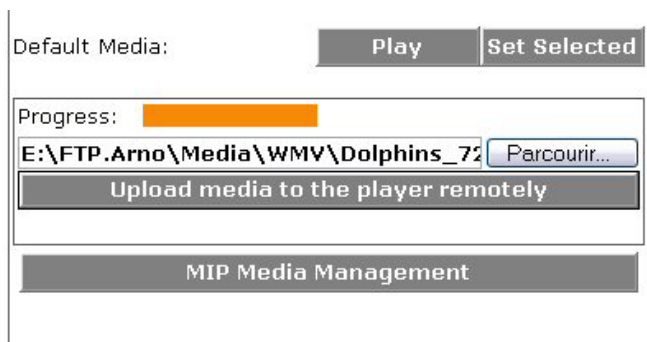 Default Media: Play Set Selected
Progress:
E:\FTP.Arno\Media\WMV\Dolphins_72 Parcourir...
Upload media to the player remotely
MIP Media Management